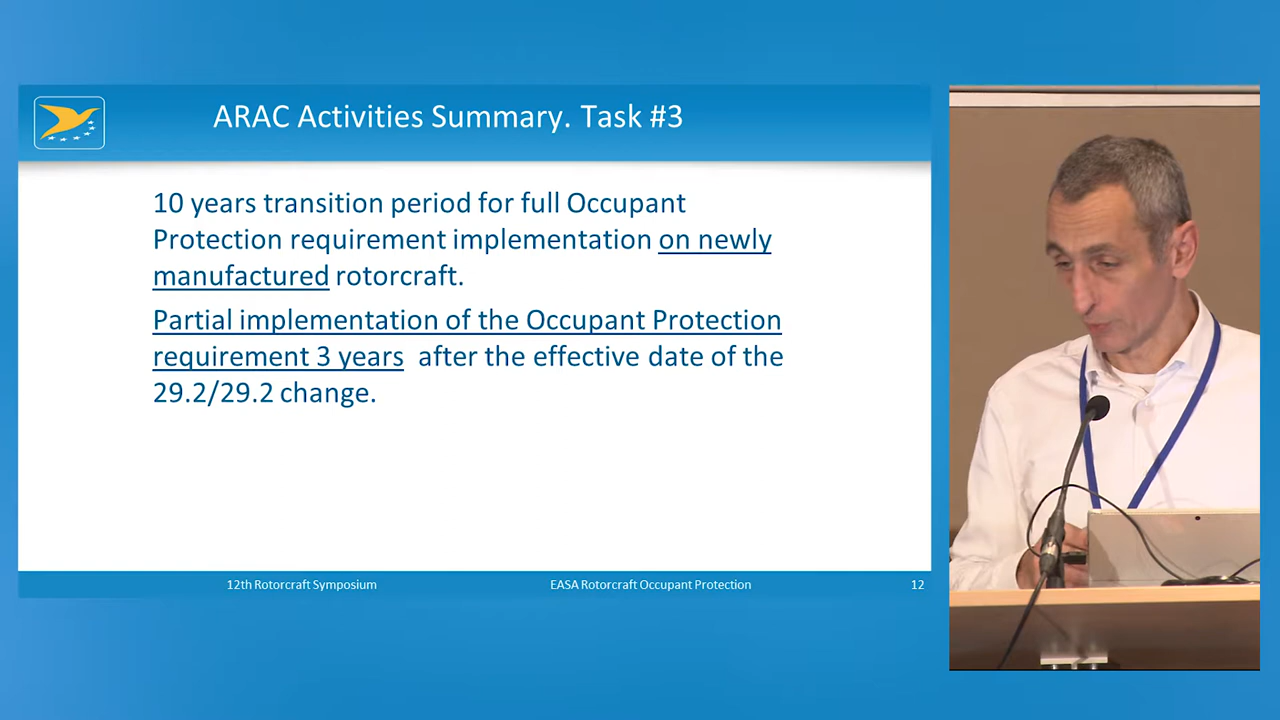 ARAC Activities Summary. Task #3
10 years transition period for full Occupant
Protection requirement implementation on newly
manufactured rotorcraft.
Partial implementation of the Occupant Protection
requirement 3 years after the effective date of the
29.2/29.2 change.
12th Rotorcraft Symposium
EASA Rotorcraft Occupant Protection
12